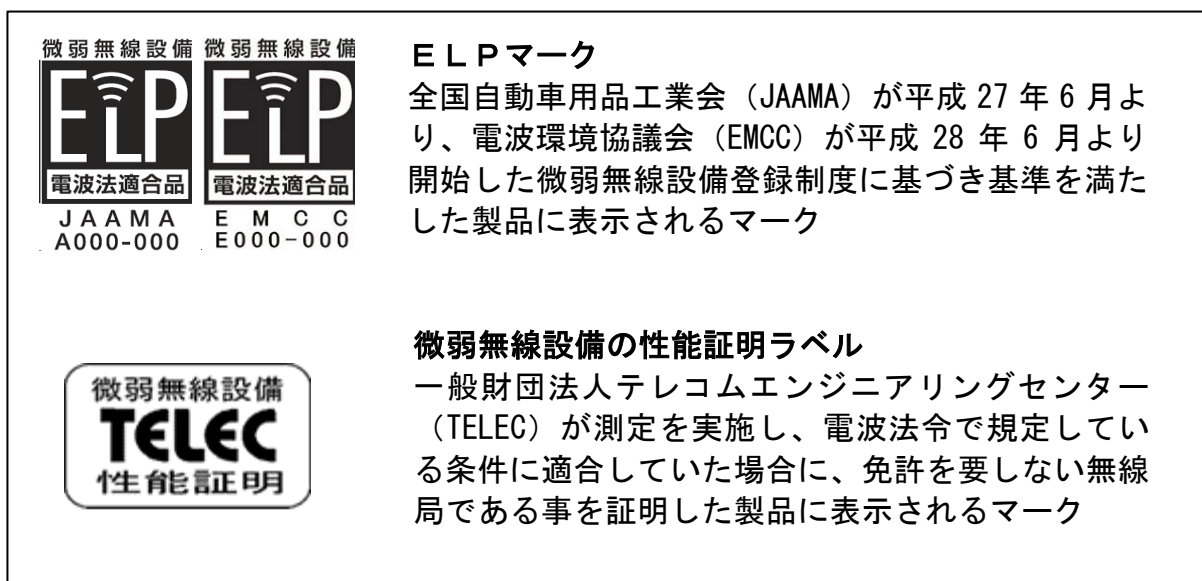 微弱無線設備 微弱無線設備
ELP ELP
電波法適合品 電波法適合品
JAAMA EMCC
A000-000 E000-000
ＥＬＰマーク
全国自動車用品工業会（JAAMA）が平成 27 年 6 月よ
り、電波環境協議会（EMCC）が平成 28 年 6 月より
開始した微弱無線設備登録制度に基づき基準を満た
した製品に表示されるマーク
微弱無線設備
TELEC
性能証明
微弱無線設備の性能証明ラベル
一般財団法人テレコムエンジニアリングセンター
（TELEC）が測定を実施し、電波法令で規定してい
る条件に適合していた場合に、免許を要しない無線
局である事を証明した製品に表示されるマーク